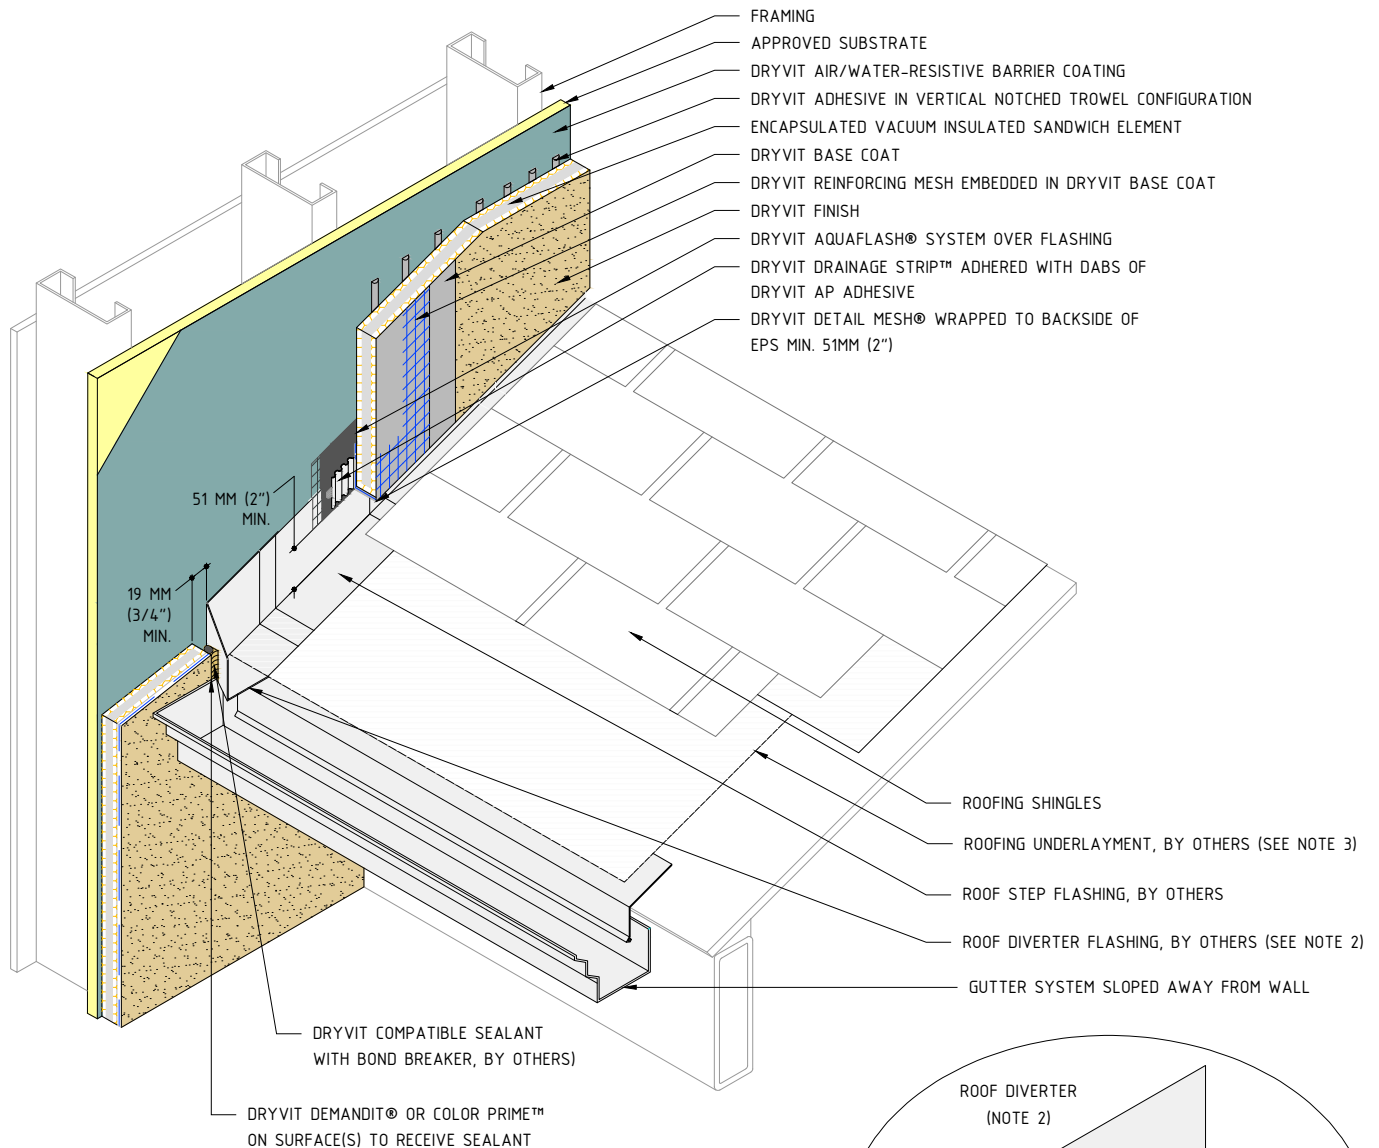 FRAMING
APPROVED SUBSTRATE
DRYVIT AIR/WATER-RESISTIVE BARRIER COATING
DRYVIT ADHESIVE IN VERTICAL NOTCHED TROWEL CONFIGURATION
ENCAPSULATED VACUUM INSULATED SANDWICH ELEMENT
DRYVIT BASE COAT
DRYVIT REINFORCING MESH EMBEDDED IN DRYVIT BASE COAT
DRYVIT FINISH
DRYVIT AQUAFLASH® SYSTEM OVER FLASHING
DRYVIT DRAINAGE STRIP™ ADHERED WITH DABS OF
DRYVIT AP ADHESIVE
DRYVIT DETAIL MESH® WRAPPED TO BACKSIDE OF
EPS MIN. 51MM (2")
51 MM (2")
MIN.
19 MM
(3/4")
MIN.
ROOFING SHINGLES
ROOFING UNDERLAYMENT, BY OTHERS (SEE NOTE 3)
ROOF STEP FLASHING, BY OTHERS
ROOF DIVERTER FLASHING, BY OTHERS (SEE NOTE 2)
GUTTER SYSTEM SLOPED AWAY FROM WALL
DRYVIT COMPATIBLE SEALANT
WITH BOND BREAKER, BY OTHERS)
DRYVIT DEMANDIT® OR COLOR PRIME™
ON SURFACE(S) TO RECEIVE SEALANT
ROOF DIVERTER
(NOTE 2)